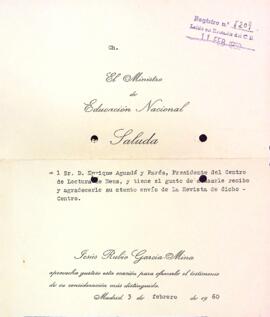 Registro nº 8209
11 FEB 1960
Ch.
El Ministro
de
Educación Nacional
Saluda
al Sr. D. Enrique Aguadé y Parés, Presidente del Centro
de Lectura de Reus, y tiene el gusto de acusarle recibo
y agradecerle su atento envío de la Revista de dicho
Centro.
Jesús Rubio García-Mina
aprovecha gustoso esta ocasión para ofrecerle el testimonio
de su consideración más distinguida.
Madrid, 3 de febrero de 1960